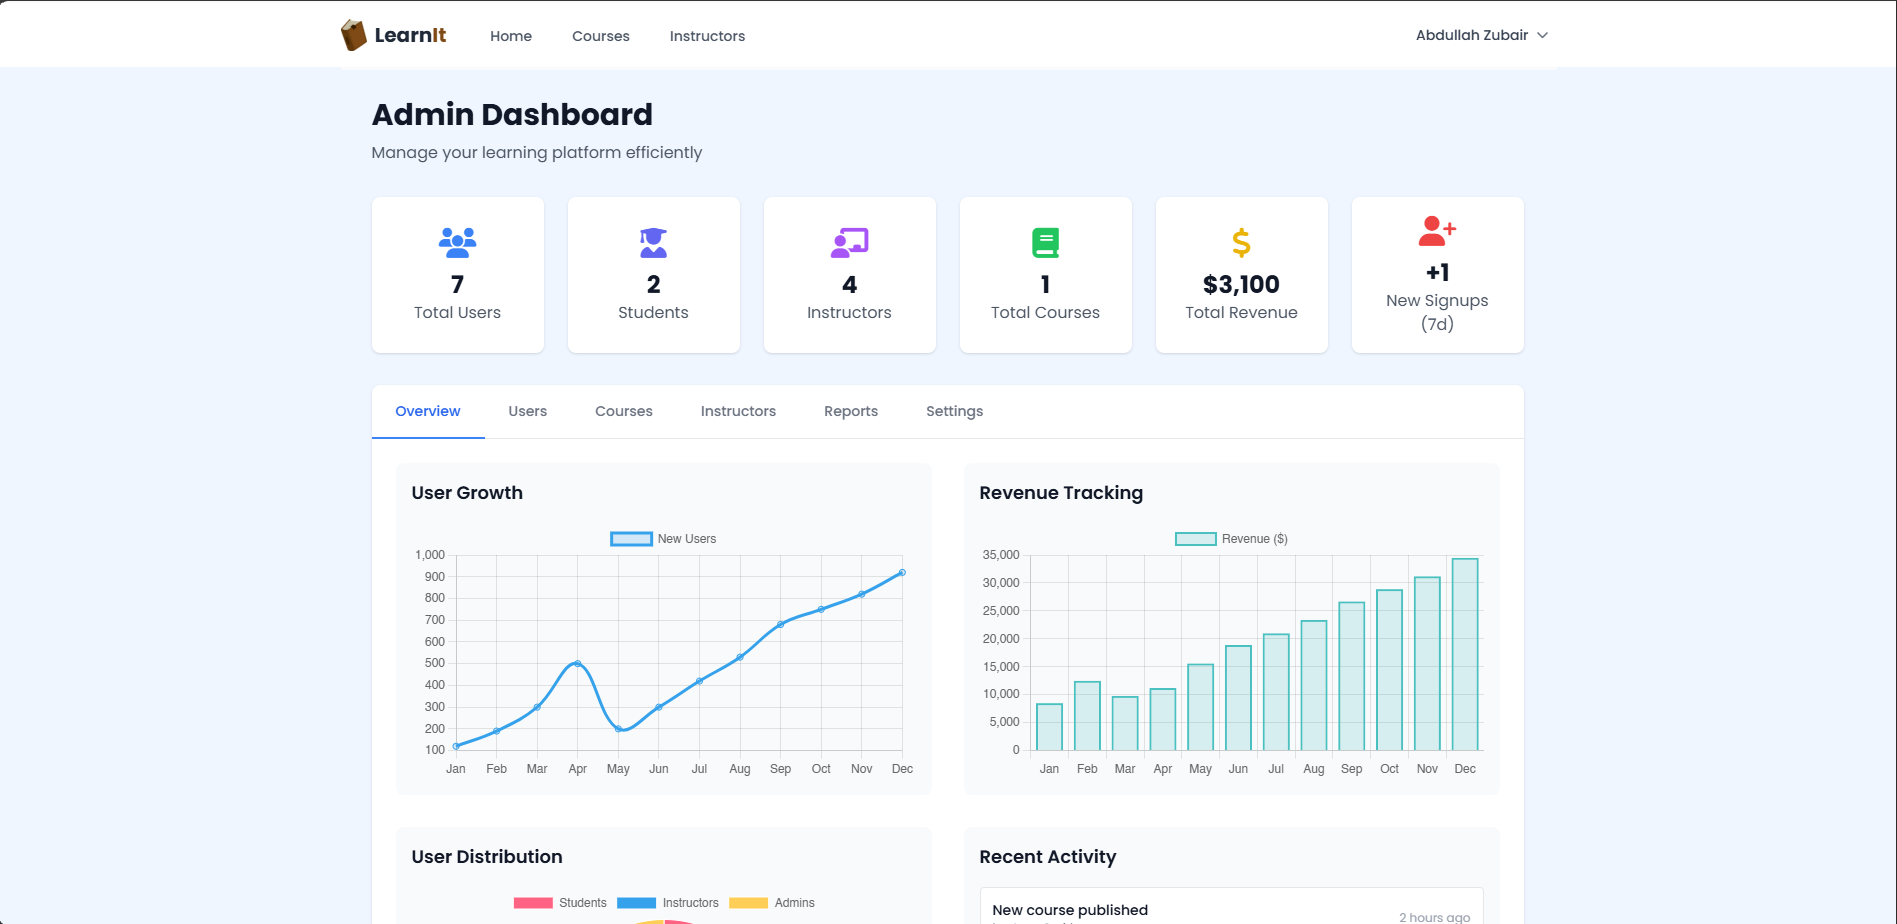 LearnIt
Home Courses Instructors
Abdullah Zubair
Admin Dashboard
Manage your learning platform efficiently
7
Total Users
2
Students
4
Instructors
1
Total Courses
$3,100
Total Revenue
+1
New Signups
(7d)
Overview Users Courses Instructors Reports Settings
User Growth
New Users
1,000
900
800
700
600
500
400
300
200
100
Jan Feb Mar Apr May Jun Jul Aug Sep Oct Nov Dec
Revenue Tracking
Revenue ($)
35,000
30,000
25,000
20,000
15,000
10,000
5,000
0
Jan Feb Mar Apr May Jun Jul Aug Sep Oct Nov Dec
User Distribution
Students Instructors Admins
Recent Activity
New course published
2 hours ago